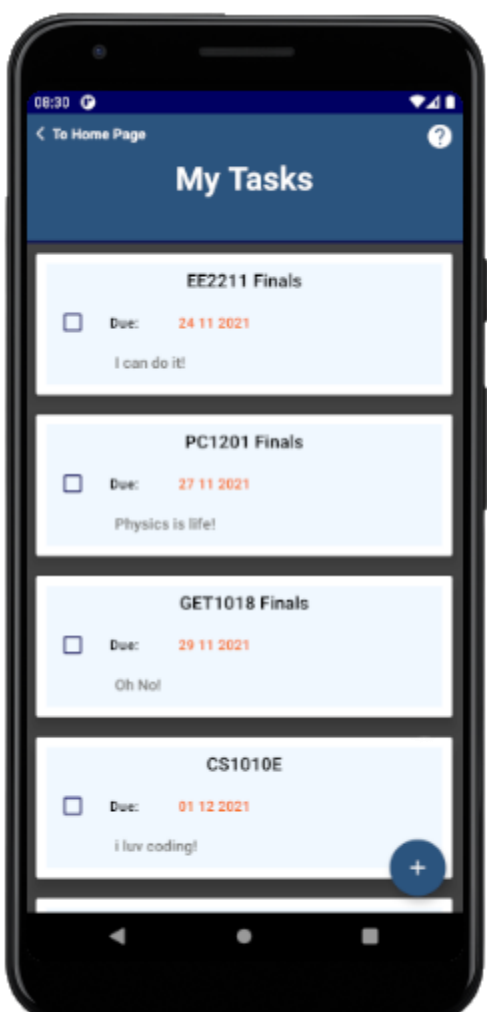 08:30
To Home Page
My Tasks
EE2211 Finals
Due: 24 11 2021
I can do it!
PC1201 Finals
Due: 27 11 2021
Physics is life!
GET1018 Finals
Due: 29 11 2021
Oh No!
CS1010E
Due: 01 12 2021
i luv coding!